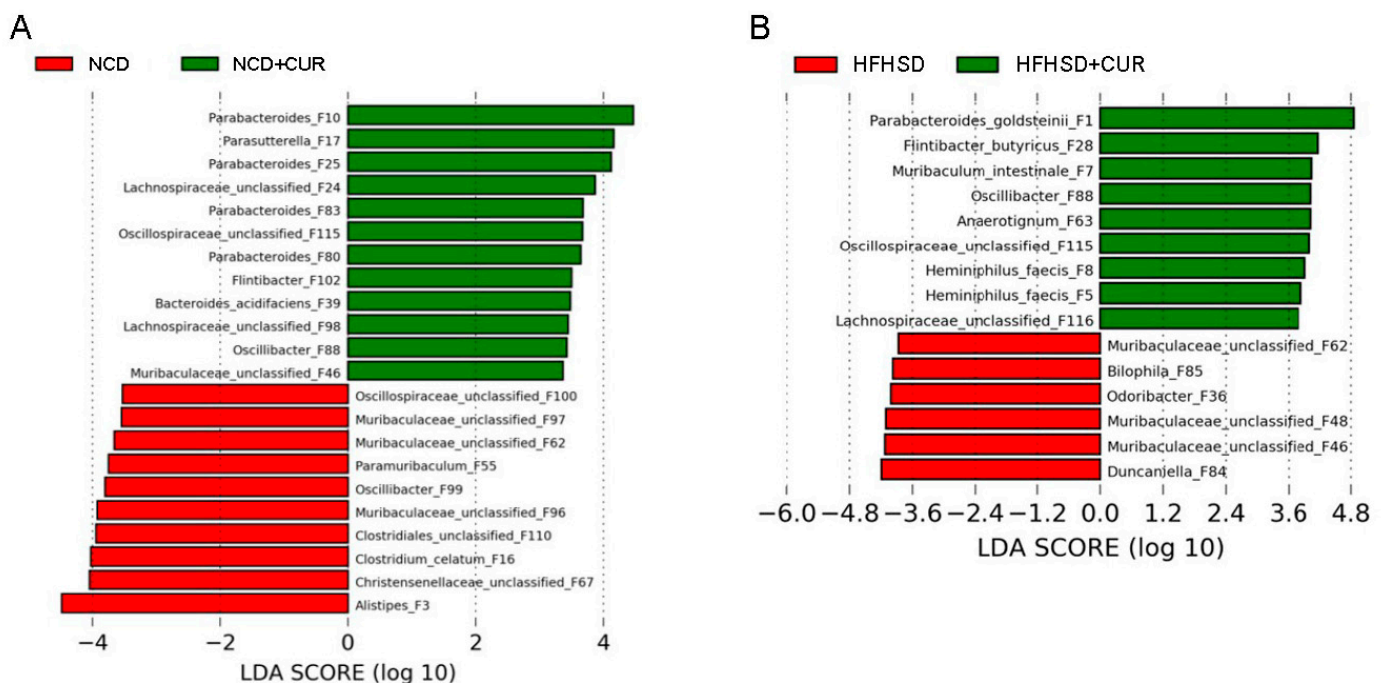 A
NCD
NCD+CUR
Parabacteroides_F10
Parasutterella_F17
Parabacteroides_F25
Lachnospiraceae_unclassified_F24
Parabacteroides_F83
Oscillospiraceae_unclassified_F115
Parabacteroides_F80
Flintibacter_F102
Bacteroides_acidifaciens_F39
Lachnospiraceae_unclassified_F98
Oscillibacter_F88
Muribaculaceae_unclassified_F46
Oscillospiraceae_unclassified_F100
Muribaculaceae_unclassified_F97
Muribaculaceae_unclassified_F62
Paramuribaculum_F55
Oscillibacter_F99
Muribaculaceae_unclassified_F96
Clostridiales_unclassified_F110
Clostridium_celatum_F16
Christensenellaceae_unclassified_F67
Alistipes_F3
−4 −2 0 2 4
LDA SCORE (log 10)
B
HFHSD
HFHSD+CUR
Parabacteroides_goldsteinii_F1
Flintibacter_butyricus_F28
Muribaculum_intestinale_F7
Oscillibacter_F88
Anaerotignum_F63
Oscillospiraceae_unclassified_F115
Heminiphilus_faecis_F8
Heminiphilus_faecis_F5
Lachnospiraceae_unclassified_F116
Muribaculaceae_unclassified_F62
Bilophila_F85
Odoribacter_F36
Muribaculaceae_unclassified_F48
Muribaculaceae_unclassified_F46
Duncaniella_F84
−6.0 −4.8 −3.6 −2.4 −1.2 0.0 1.2 2.4 3.6 4.8
LDA SCORE (log 10)